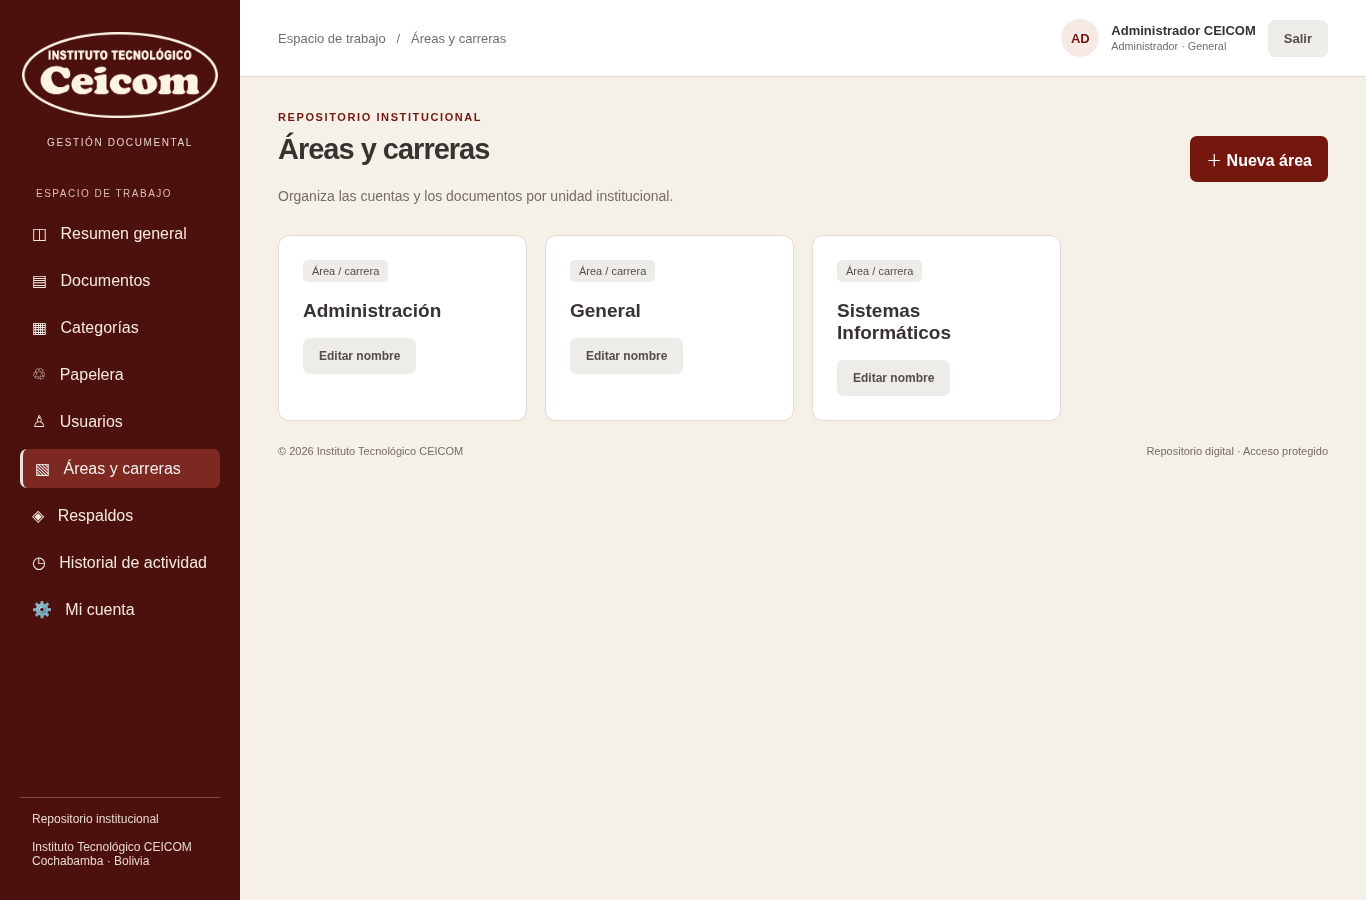 INSTITUTO TECNOLÓGICO
Ceicom
GESTIÓN DOCUMENTAL
ESPACIO DE TRABAJO
Resumen general
Documentos
Categorías
Papelera
Usuarios
Áreas y carreras
Respaldos
Historial de actividad
Mi cuenta
Repositorio institucional
Instituto Tecnológico CEICOM
Cochabamba · Bolivia
Espacio de trabajo / Áreas y carreras
AD
Administrador CEICOM
Administrador · General
Salir
REPOSITORIO INSTITUCIONAL
Áreas y carreras
+ Nueva área
Organiza las cuentas y los documentos por unidad institucional.
Área / carrera
Administración
Editar nombre
Área / carrera
General
Editar nombre
Área / carrera
Sistemas
Informáticos
Editar nombre
© 2026 Instituto Tecnológico CEICOM
Repositorio digital · Acceso protegido